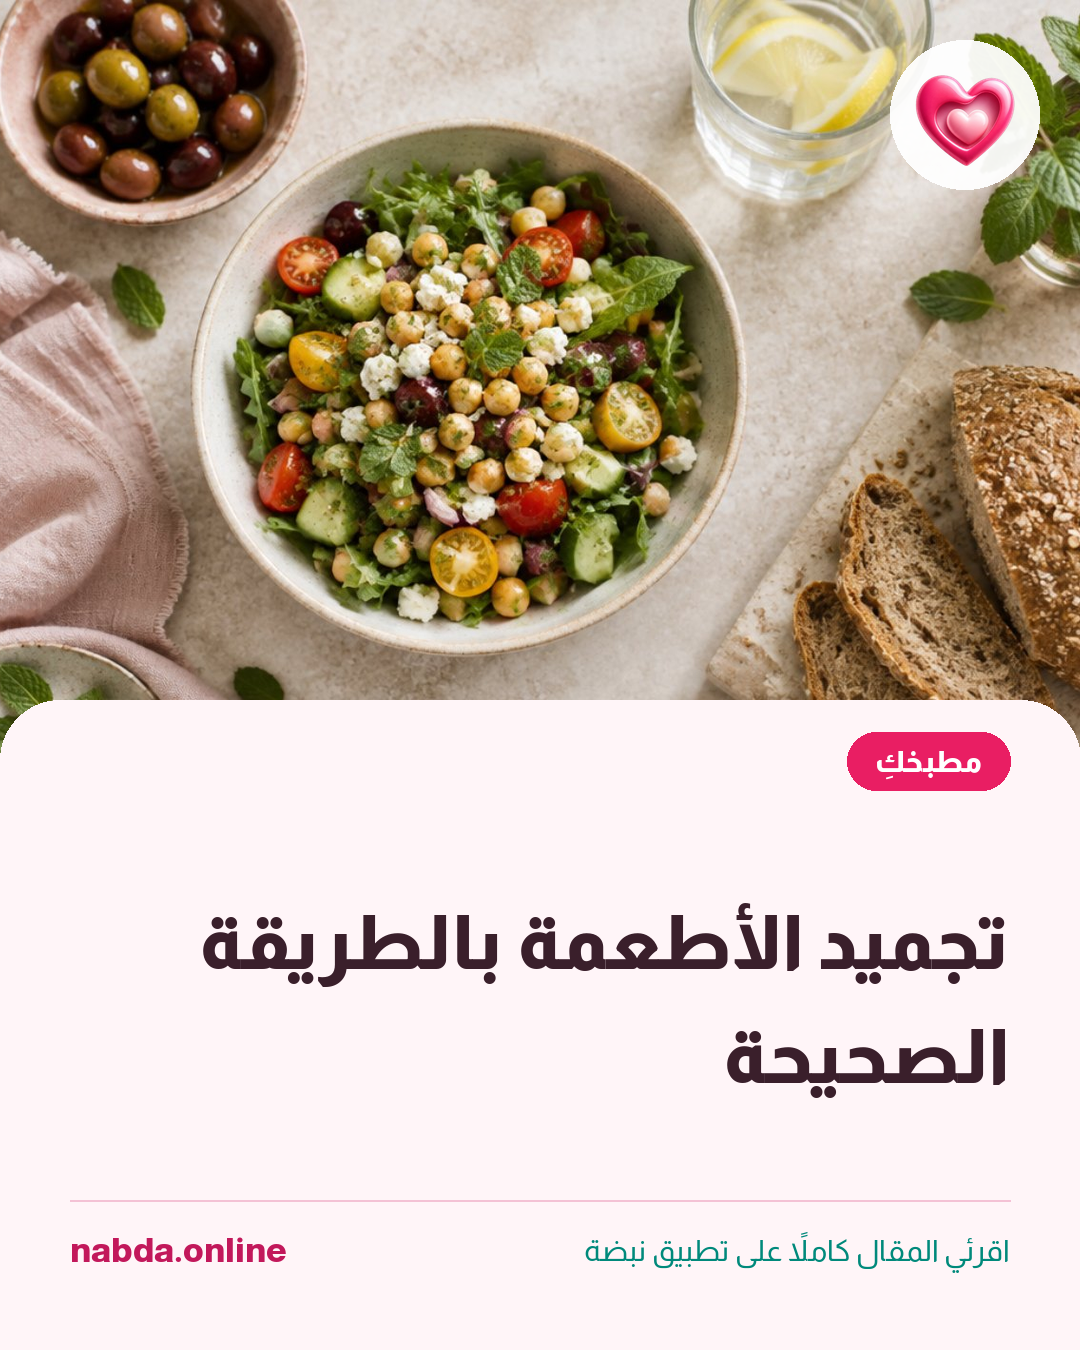 مطبخكِ
تجميد الأطعمة بالطريقة
الصحيحة
اقرئي المقال كاملًا على تطبيق نبضة
nabda.online